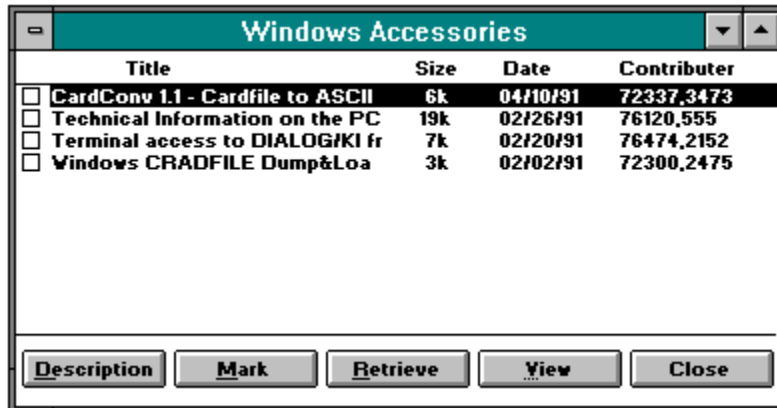 Windows Accessories
Title Size Date Contributer
CardConv 1.1 - Cardfile to ASCII 6k 04/10/91 72337,3473
Technical Information on the PC 19k 02/26/91 76120,555
Terminal access to DIALOG/KI fr 7k 02/20/91 76474,2152
Windows CRADFILE Dump&Loa 3k 02/02/91 72300,2475
Description Mark Retrieve View Close